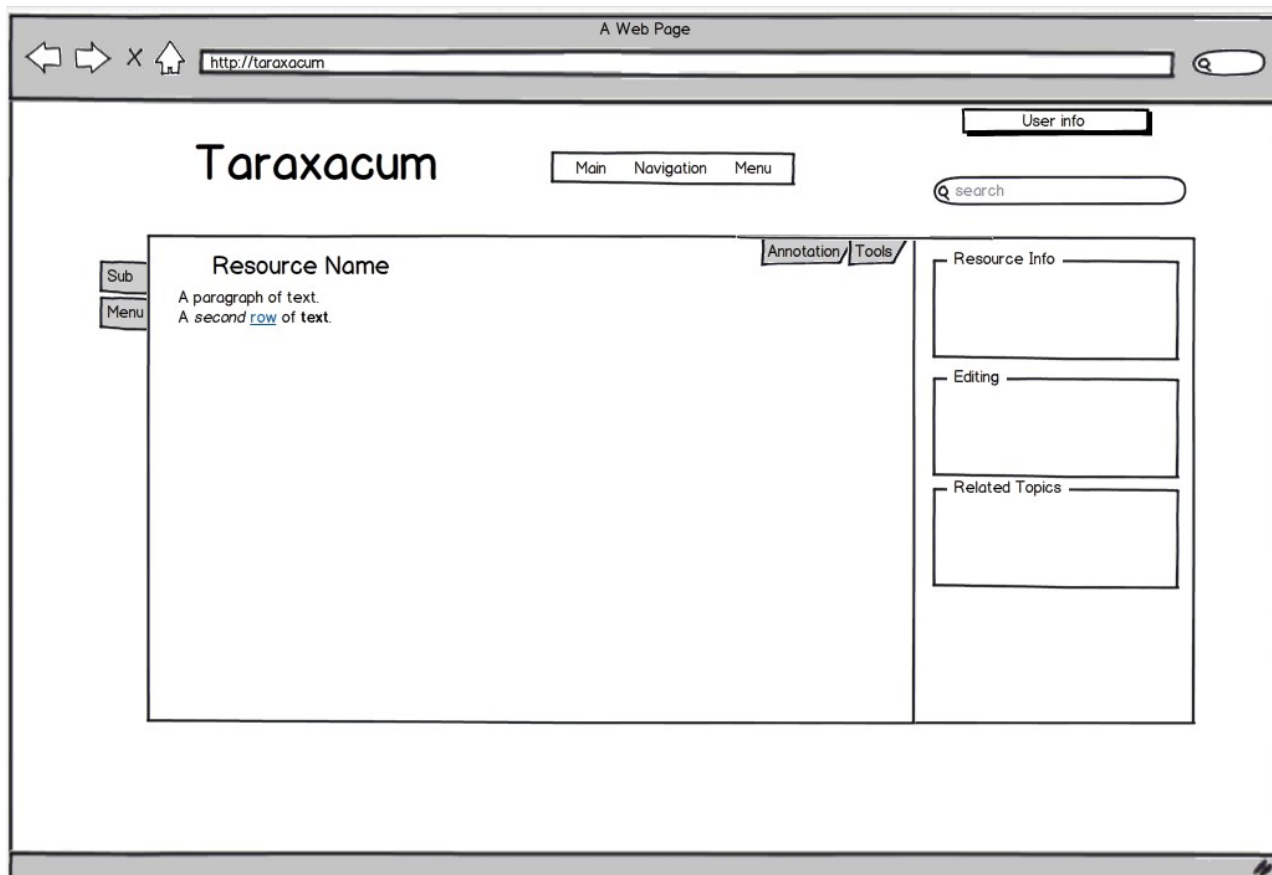 A Web Page
http://taraxacum
User info
Taraxacum
Main Navigation Menu
search
Sub
Menu
Resource Name
Annotation Tools
A paragraph of text.
A second row of text.
Resource Info
Editing
Related Topics